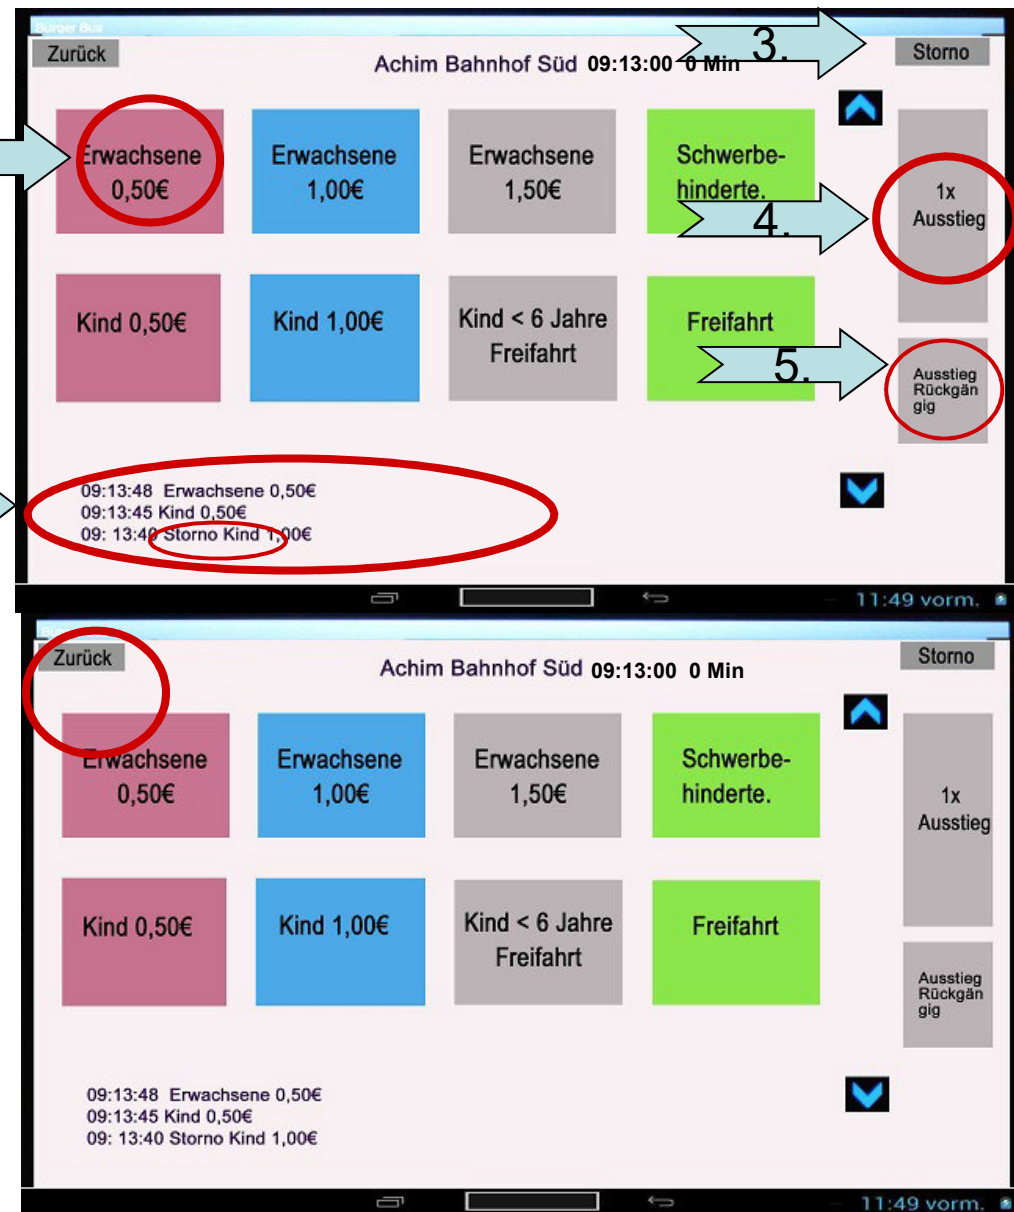 Bürger Bus
Zurück
Achim Bahnhof Süd 09:13:00 0 Min
3.
Storno
Erwachsene
0,50€
Erwachsene
1,00€
Erwachsene
1,50€
Schwerbe-
hinderte.
4.
1x
Ausstieg
Kind 0,50€
Kind 1,00€
Kind < 6 Jahre
Freifahrt
Freifahrt
5.
Ausstieg
Rückgän
gig
09:13:48 Erwachsene 0,50€
09:13:45 Kind 0,50€
09: 13:40 Storno Kind 1,00€
11:49 vorm.
Zurück
Achim Bahnhof Süd 09:13:00 0 Min
Storno
Erwachsene
0,50€
Erwachsene
1,00€
Erwachsene
1,50€
Schwerbe-
hinderte.
1x
Ausstieg
Kind 0,50€
Kind 1,00€
Kind < 6 Jahre
Freifahrt
Freifahrt
Ausstieg
Rückgän
gig
09:13:48 Erwachsene 0,50€
09:13:45 Kind 0,50€
09: 13:40 Storno Kind 1,00€
11:49 vorm.